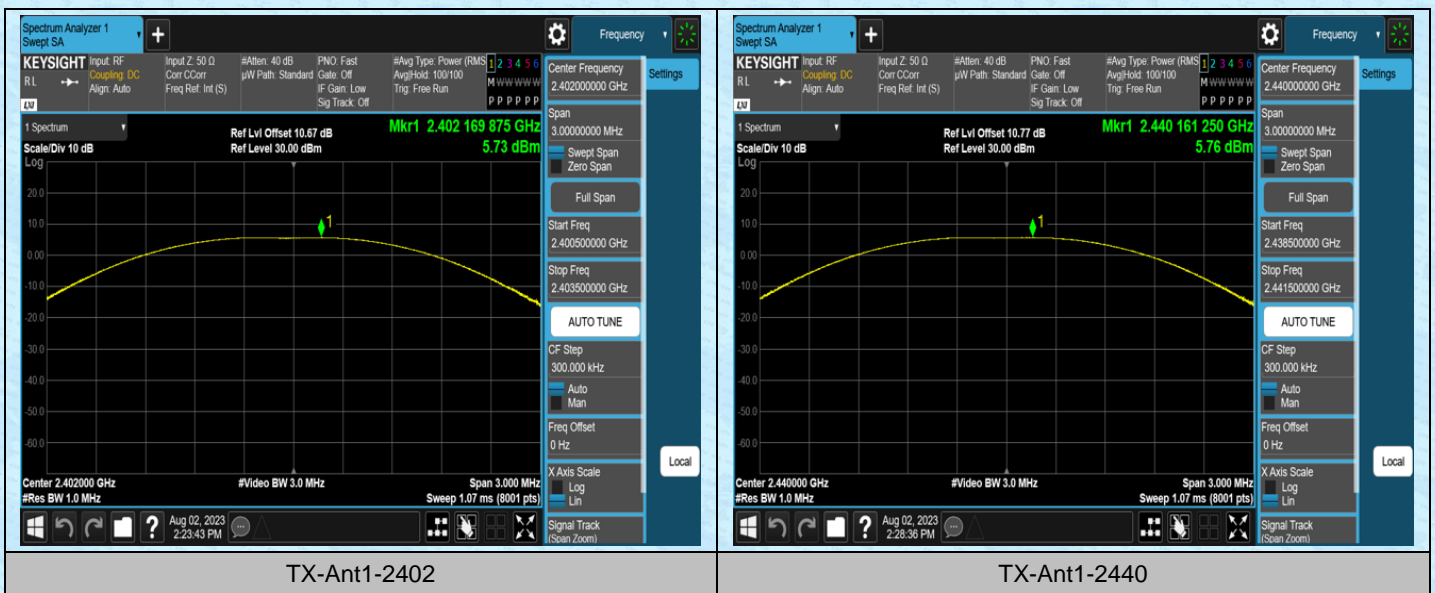 Spectrum Analyzer 1
Swept SA
+
Frequency
KEYSIGHT
RL
LXI
Input: RF
Coupling: DC
Align: Auto
Input Z: 50 Ω
Corr CCorr
Freq Ref: Int (S)
#Atten: 40 dB
µW Path: Standard
PNO: Fast
Gate: Off
IF Gain: Low
Sig Track: Off
#Avg Type: Power (RMS
Avg|Hold: 100/100
Trig: Free Run
1 2 3 4 5 6
M W W W W W
P P P P P P
1 Spectrum
Scale/Div 10 dB
Log
Ref Lvl Offset 10.67 dB
Ref Level 30.00 dBm
Mkr1 2.402 169 875 GHz
5.73 dBm
1
20.0
10.0
0.00
-10.0
-20.0
-30.0
-40.0
-50.0
-60.0
Center 2.402000 GHz
#Res BW 1.0 MHz
#Video BW 3.0 MHz
Span 3.000 MHz
Sweep 1.07 ms (8001 pts)
?
Aug 02, 2023
2:23:43 PM
Center Frequency
2.402000000 GHz
Span
3.00000000 MHz
Swept Span
Zero Span
Full Span
Start Freq
2.400500000 GHz
Stop Freq
2.403500000 GHz
AUTO TUNE
CF Step
300.000 kHz
Auto
Man
Freq Offset
0 Hz
X Axis Scale
Log
Lin
Signal Track
(Span Zoom)
Settings
Local
TX-Ant1-2402
Spectrum Analyzer 1
Swept SA
+
Frequency
KEYSIGHT
RL
LXI
Input: RF
Coupling: DC
Align: Auto
Input Z: 50 Ω
Corr CCorr
Freq Ref: Int (S)
#Atten: 40 dB
µW Path: Standard
PNO: Fast
Gate: Off
IF Gain: Low
Sig Track: Off
#Avg Type: Power (RMS
Avg|Hold: 100/100
Trig: Free Run
1 2 3 4 5 6
M W W W W W
P P P P P P
1 Spectrum
Scale/Div 10 dB
Log
Ref Lvl Offset 10.77 dB
Ref Level 30.00 dBm
Mkr1 2.440 161 250 GHz
5.76 dBm
1
20.0
10.0
0.00
-10.0
-20.0
-30.0
-40.0
-50.0
-60.0
Center 2.440000 GHz
#Res BW 1.0 MHz
#Video BW 3.0 MHz
Span 3.000 MHz
Sweep 1.07 ms (8001 pts)
?
Aug 02, 2023
2:28:36 PM
Center Frequency
2.440000000 GHz
Span
3.00000000 MHz
Swept Span
Zero Span
Full Span
Start Freq
2.438500000 GHz
Stop Freq
2.441500000 GHz
AUTO TUNE
CF Step
300.000 kHz
Auto
Man
Freq Offset
0 Hz
X Axis Scale
Log
Lin
Signal Track
(Span Zoom)
Settings
Local
TX-Ant1-2440